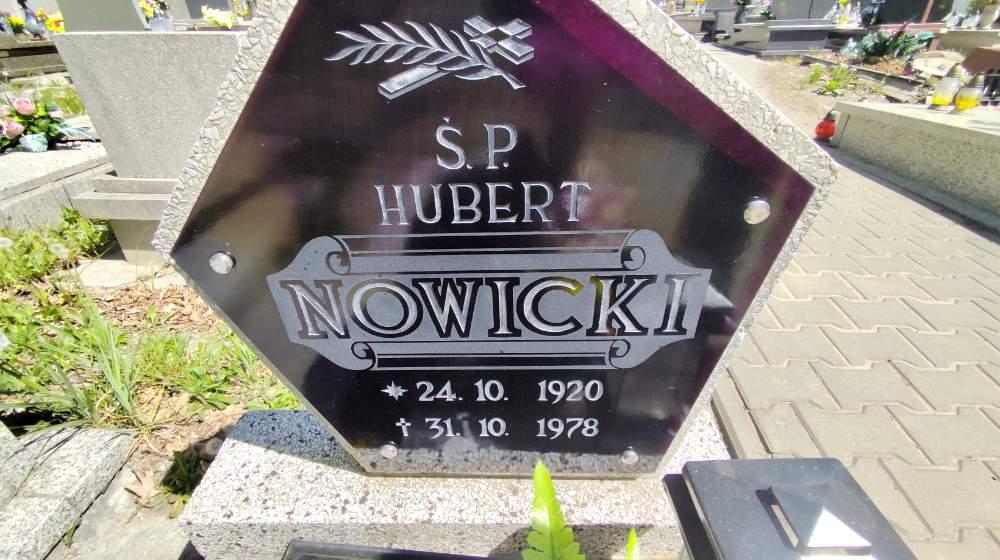 Ś. P.
HUBERT
NOWICKI
* 24. 10. 1920
† 31. 10. 1978